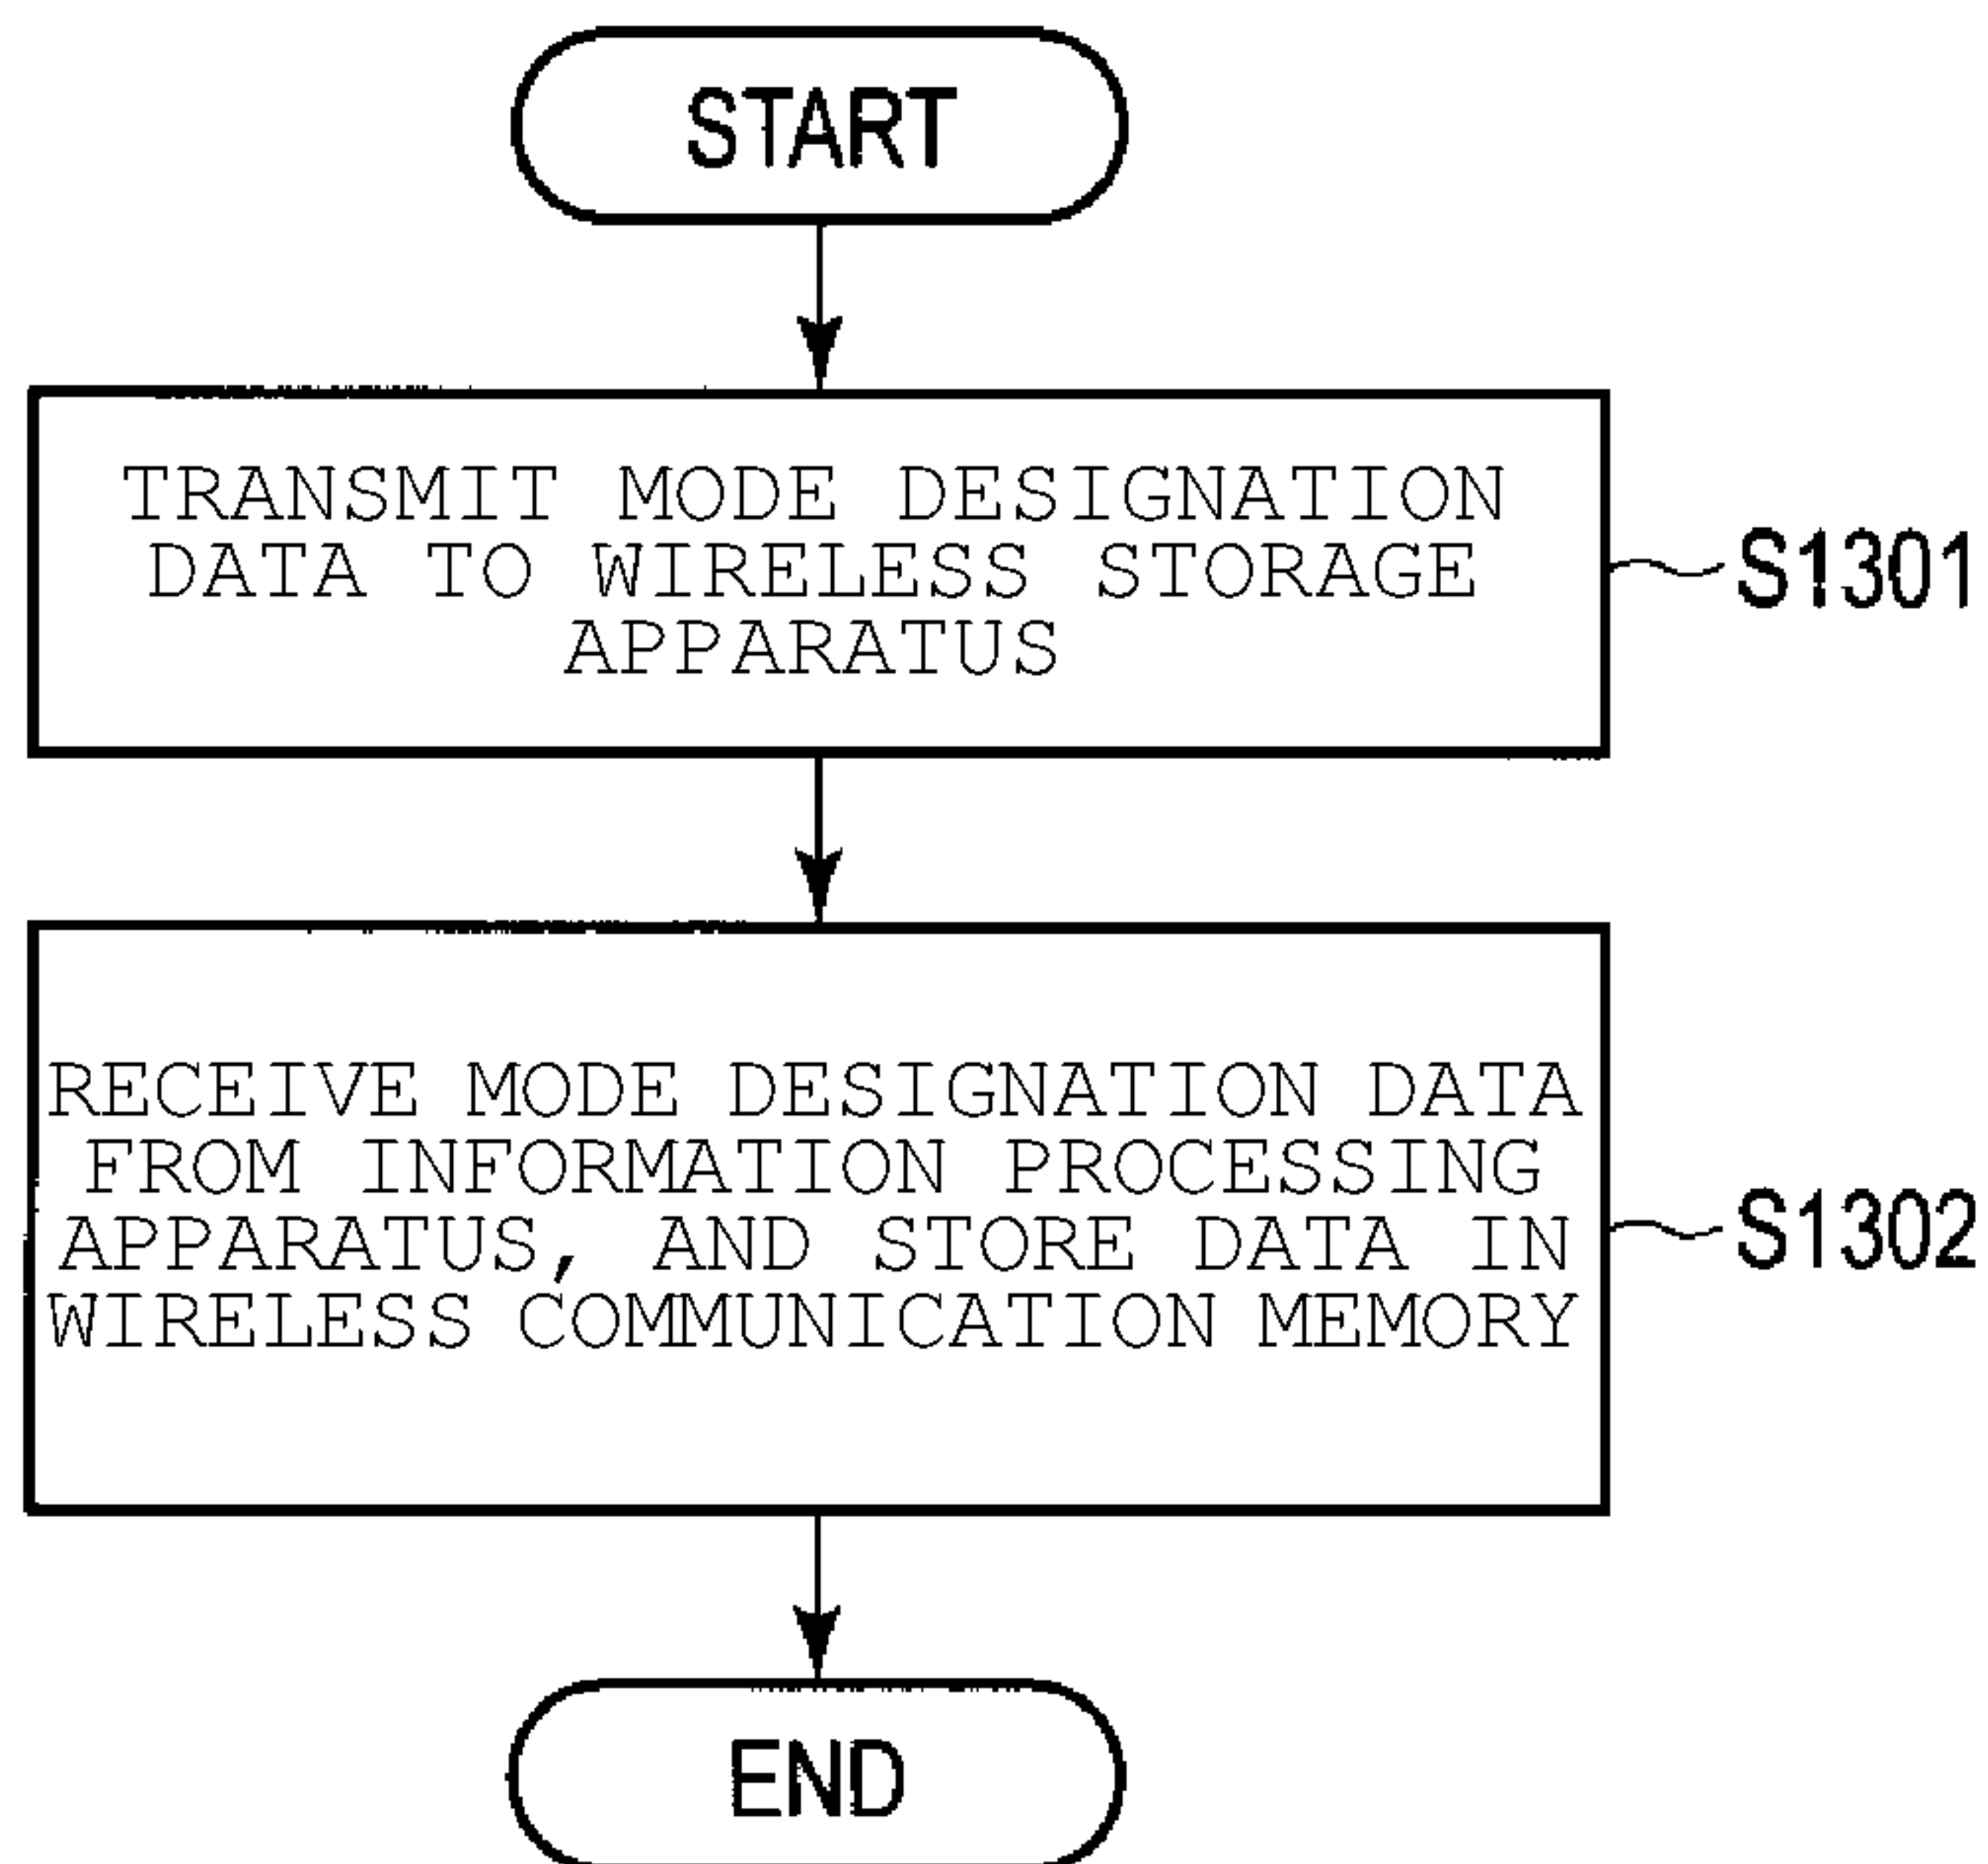 START
TRANSMIT MODE DESIGNATION
DATA TO WIRELESS STORAGE
APPARATUS
S1301
RECEIVE MODE DESIGNATION DATA
FROM INFORMATION PROCESSING
APPARATUS, AND STORE DATA IN
WIRELESS COMMUNICATION MEMORY
S1302
END